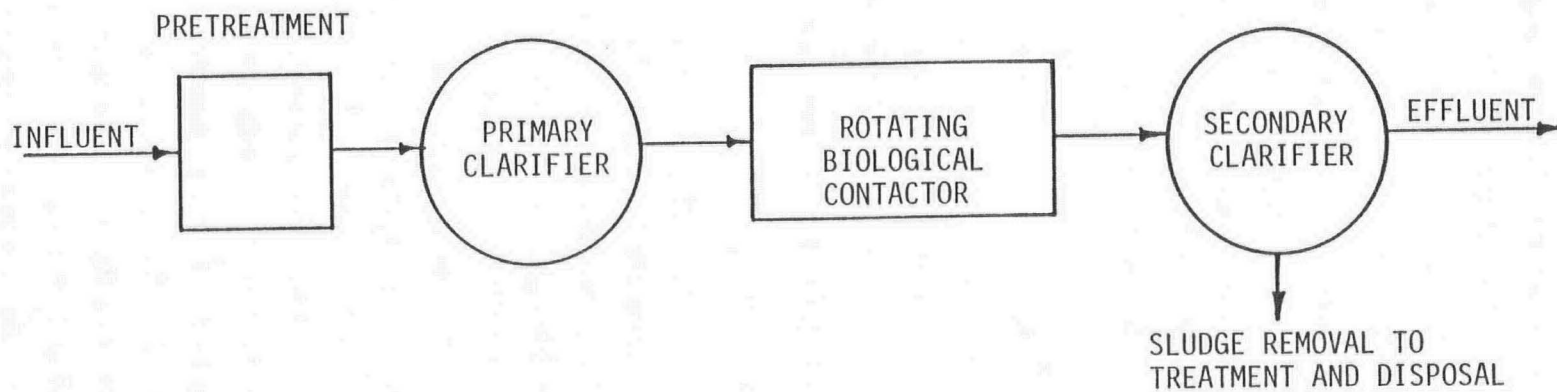 PRETREATMENT
INFLUENT
PRIMARY
CLARIFIER
ROTATING
BIOLOGICAL
CONTACTOR
SECONDARY
CLARIFIER
EFFLUENT
SLUDGE REMOVAL TO
TREATMENT AND DISPOSAL